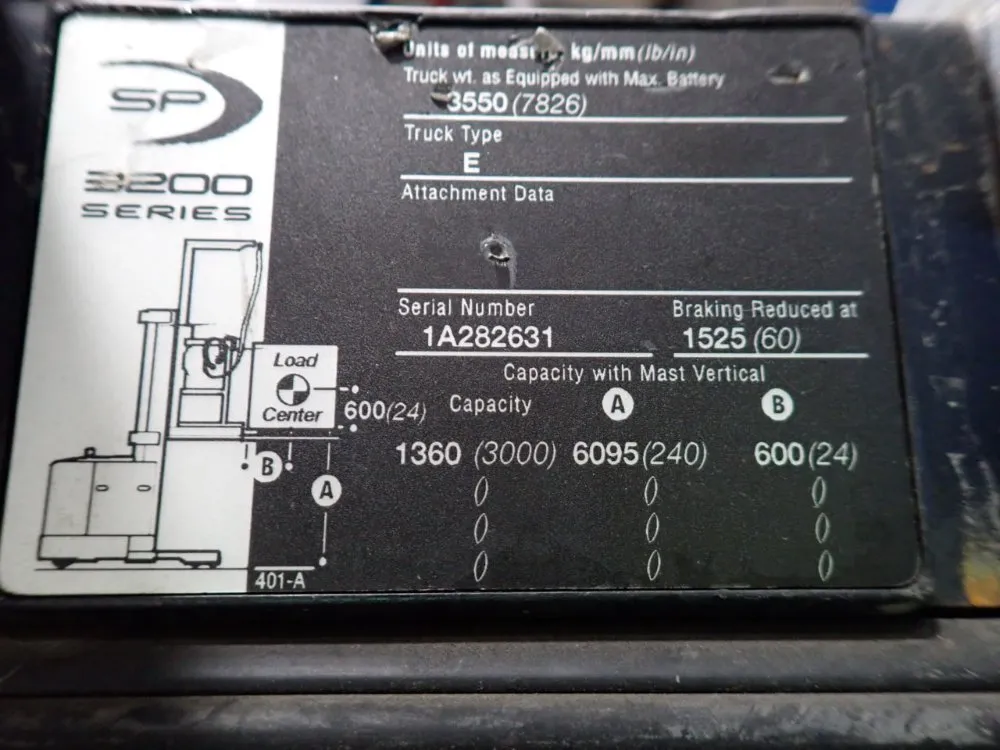 SP
3200
SERIES
Units of measure kg/mm(lb/in)
Truck wt. as Equipped with Max. Battery
3550 (7826)
Truck Type
E
Attachment Data
Serial Number
1A282631
Braking Reduced at
1525 (60)
Capacity with Mast Vertical
Capacity A B
1360 (3000) 6095 (240) 600 (24)
() () ()
() () ()
() () ()
Load
Center
600 (24)
B
A
401-A